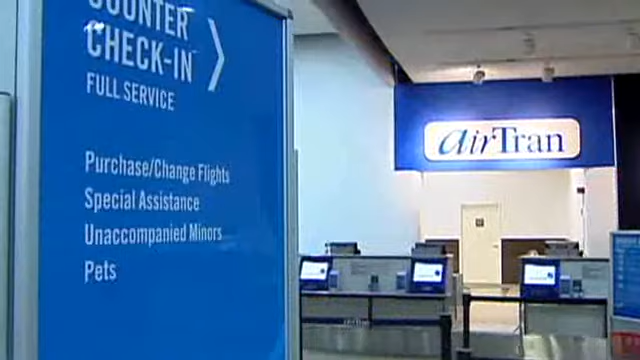 COUNTER
CHECK-IN
FULL SERVICE
Purchase/Change Flights
Special Assistance
Unaccompanied Minors
Pets
airTran